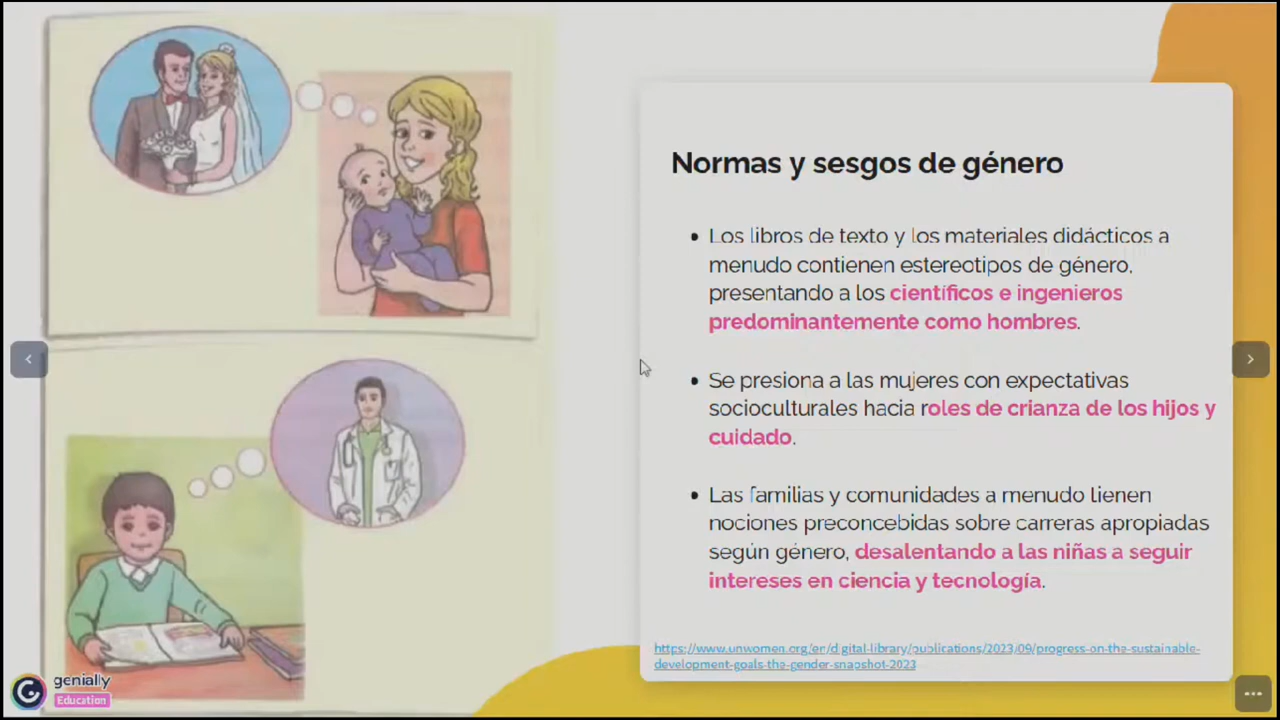 Normas y sesgos de género
• Los libros de texto y los materiales didácticos a
menudo contienen estereotipos de género,
presentando a los científicos e ingenieros
predominantemente como hombres.
• Se presiona a las mujeres con expectativas
socioculturales hacia roles de crianza de los hijos y
cuidado.
• Las familias y comunidades a menudo tienen
nociones preconcebidas sobre carreras apropiadas
según género, desalentando a las niñas a seguir
intereses en ciencia y tecnología.
https://www.unwomen.org/en/digital-library/publications/2023/09/progress-on-the-sustainable-
development-goals-the-gender-snapshot-2023
genially
Education